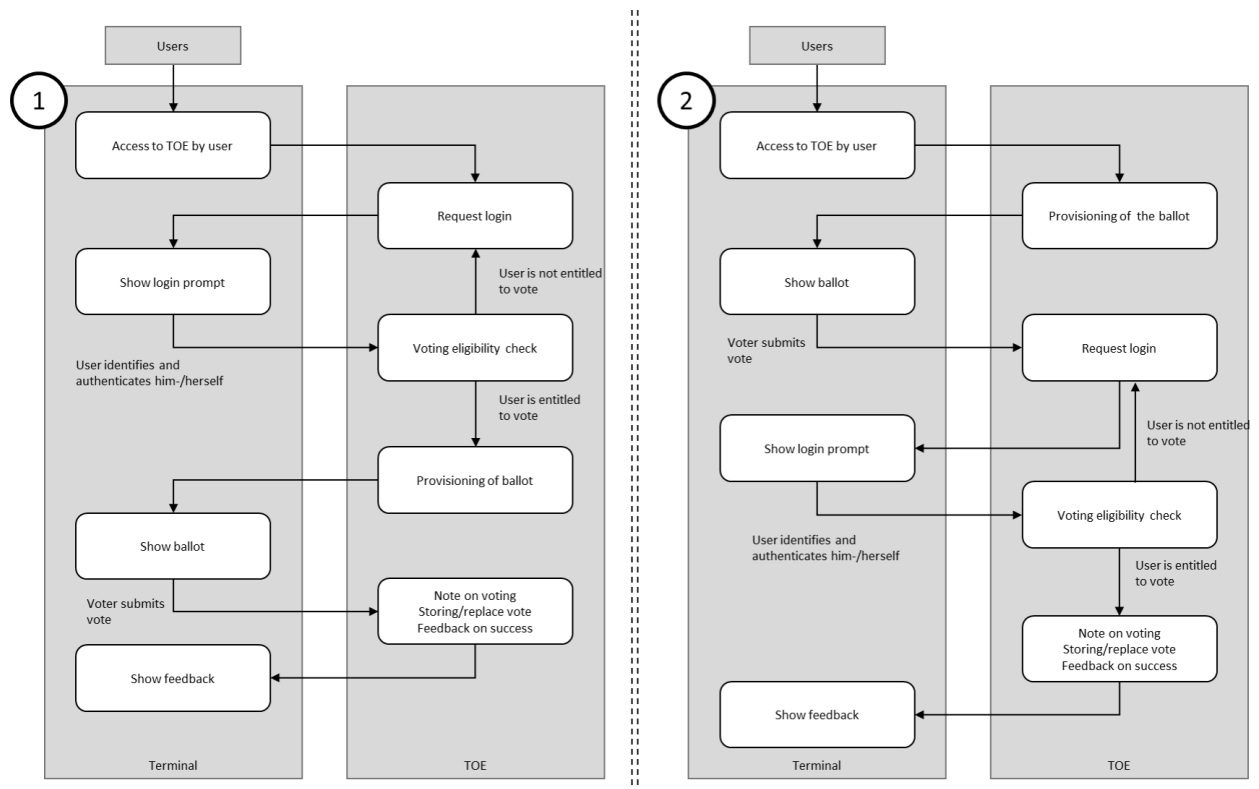 1
Users
Access to TOE by user
Request login
Show login prompt
User is not entitled
to vote
Voting eligibility check
User identifies and
authenticates him-/herself
User is entitled
to vote
Provisioning of ballot
Show ballot
Voter submits
vote
Note on voting
Storing/replace vote
Feedback on success
Show feedback
Terminal
TOE
2
Users
Access to TOE by user
Provisioning of the ballot
Show ballot
Voter submits
vote
Request login
User is not entitled
to vote
Show login prompt
Voting eligibility check
User identifies and
authenticates him-/herself
User is entitled
to vote
Note on voting
Storing/replace vote
Feedback on success
Show feedback
Terminal
TOE